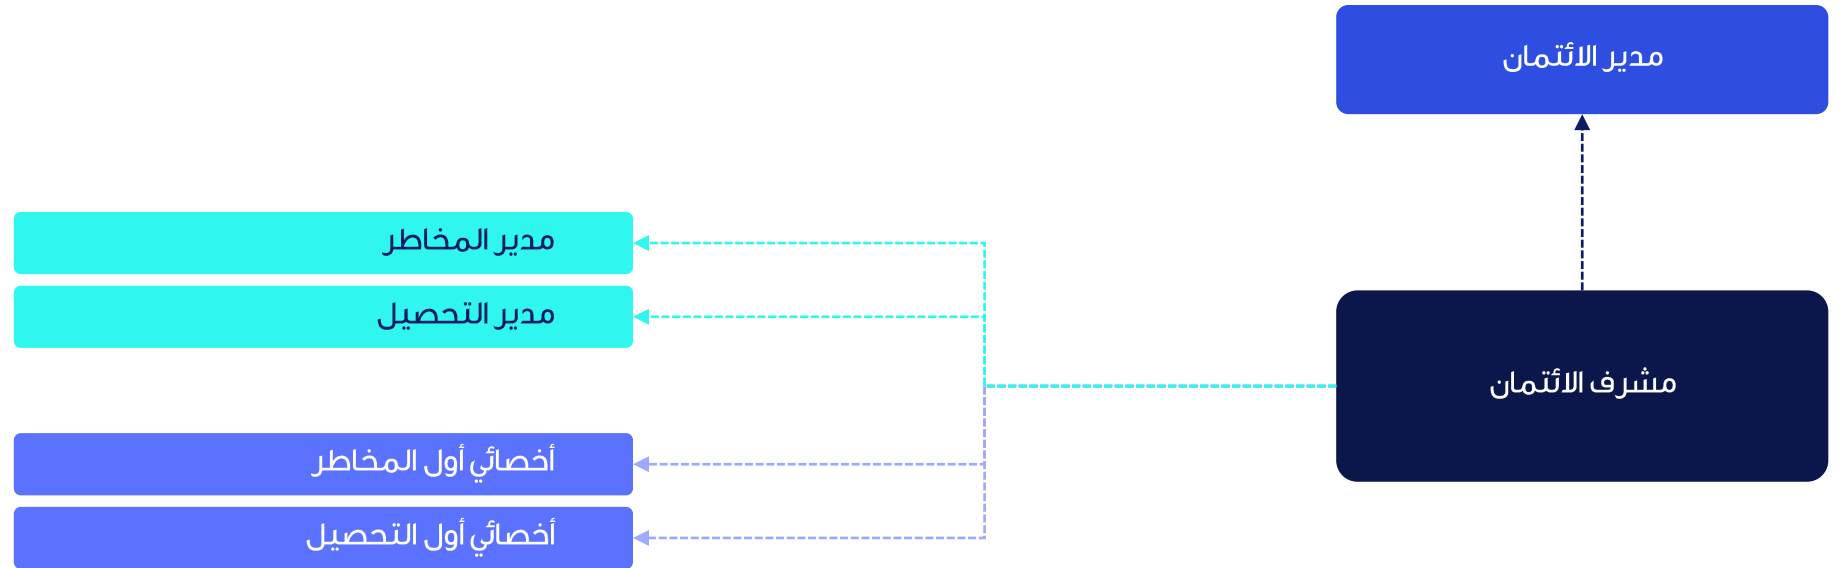 مدير الائتمان
مشرف الائتمان
مدير المخاطر
مدير التحصيل
أخصائي أول المخاطر
أخصائي أول التحصيل